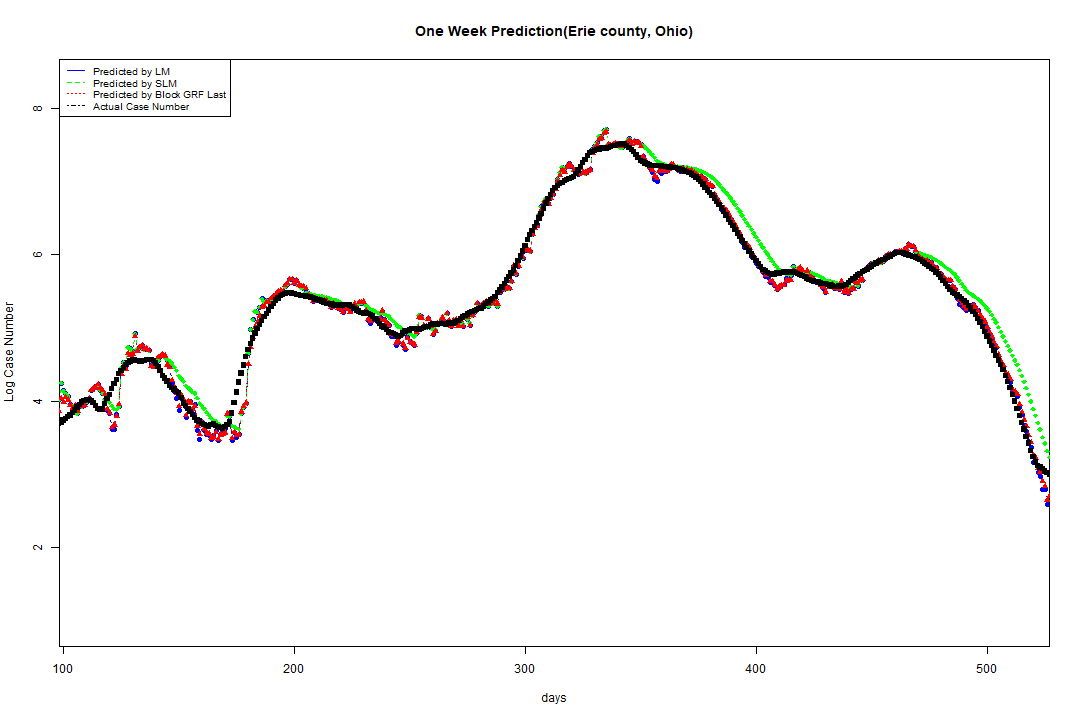 One Week Prediction(Erie county, Ohio)
Predicted by LM
Predicted by SLM
Predicted by Block GRF Last
Actual Case Number
8
6
4
2
Log Case Number
100 200 300 400 500
days